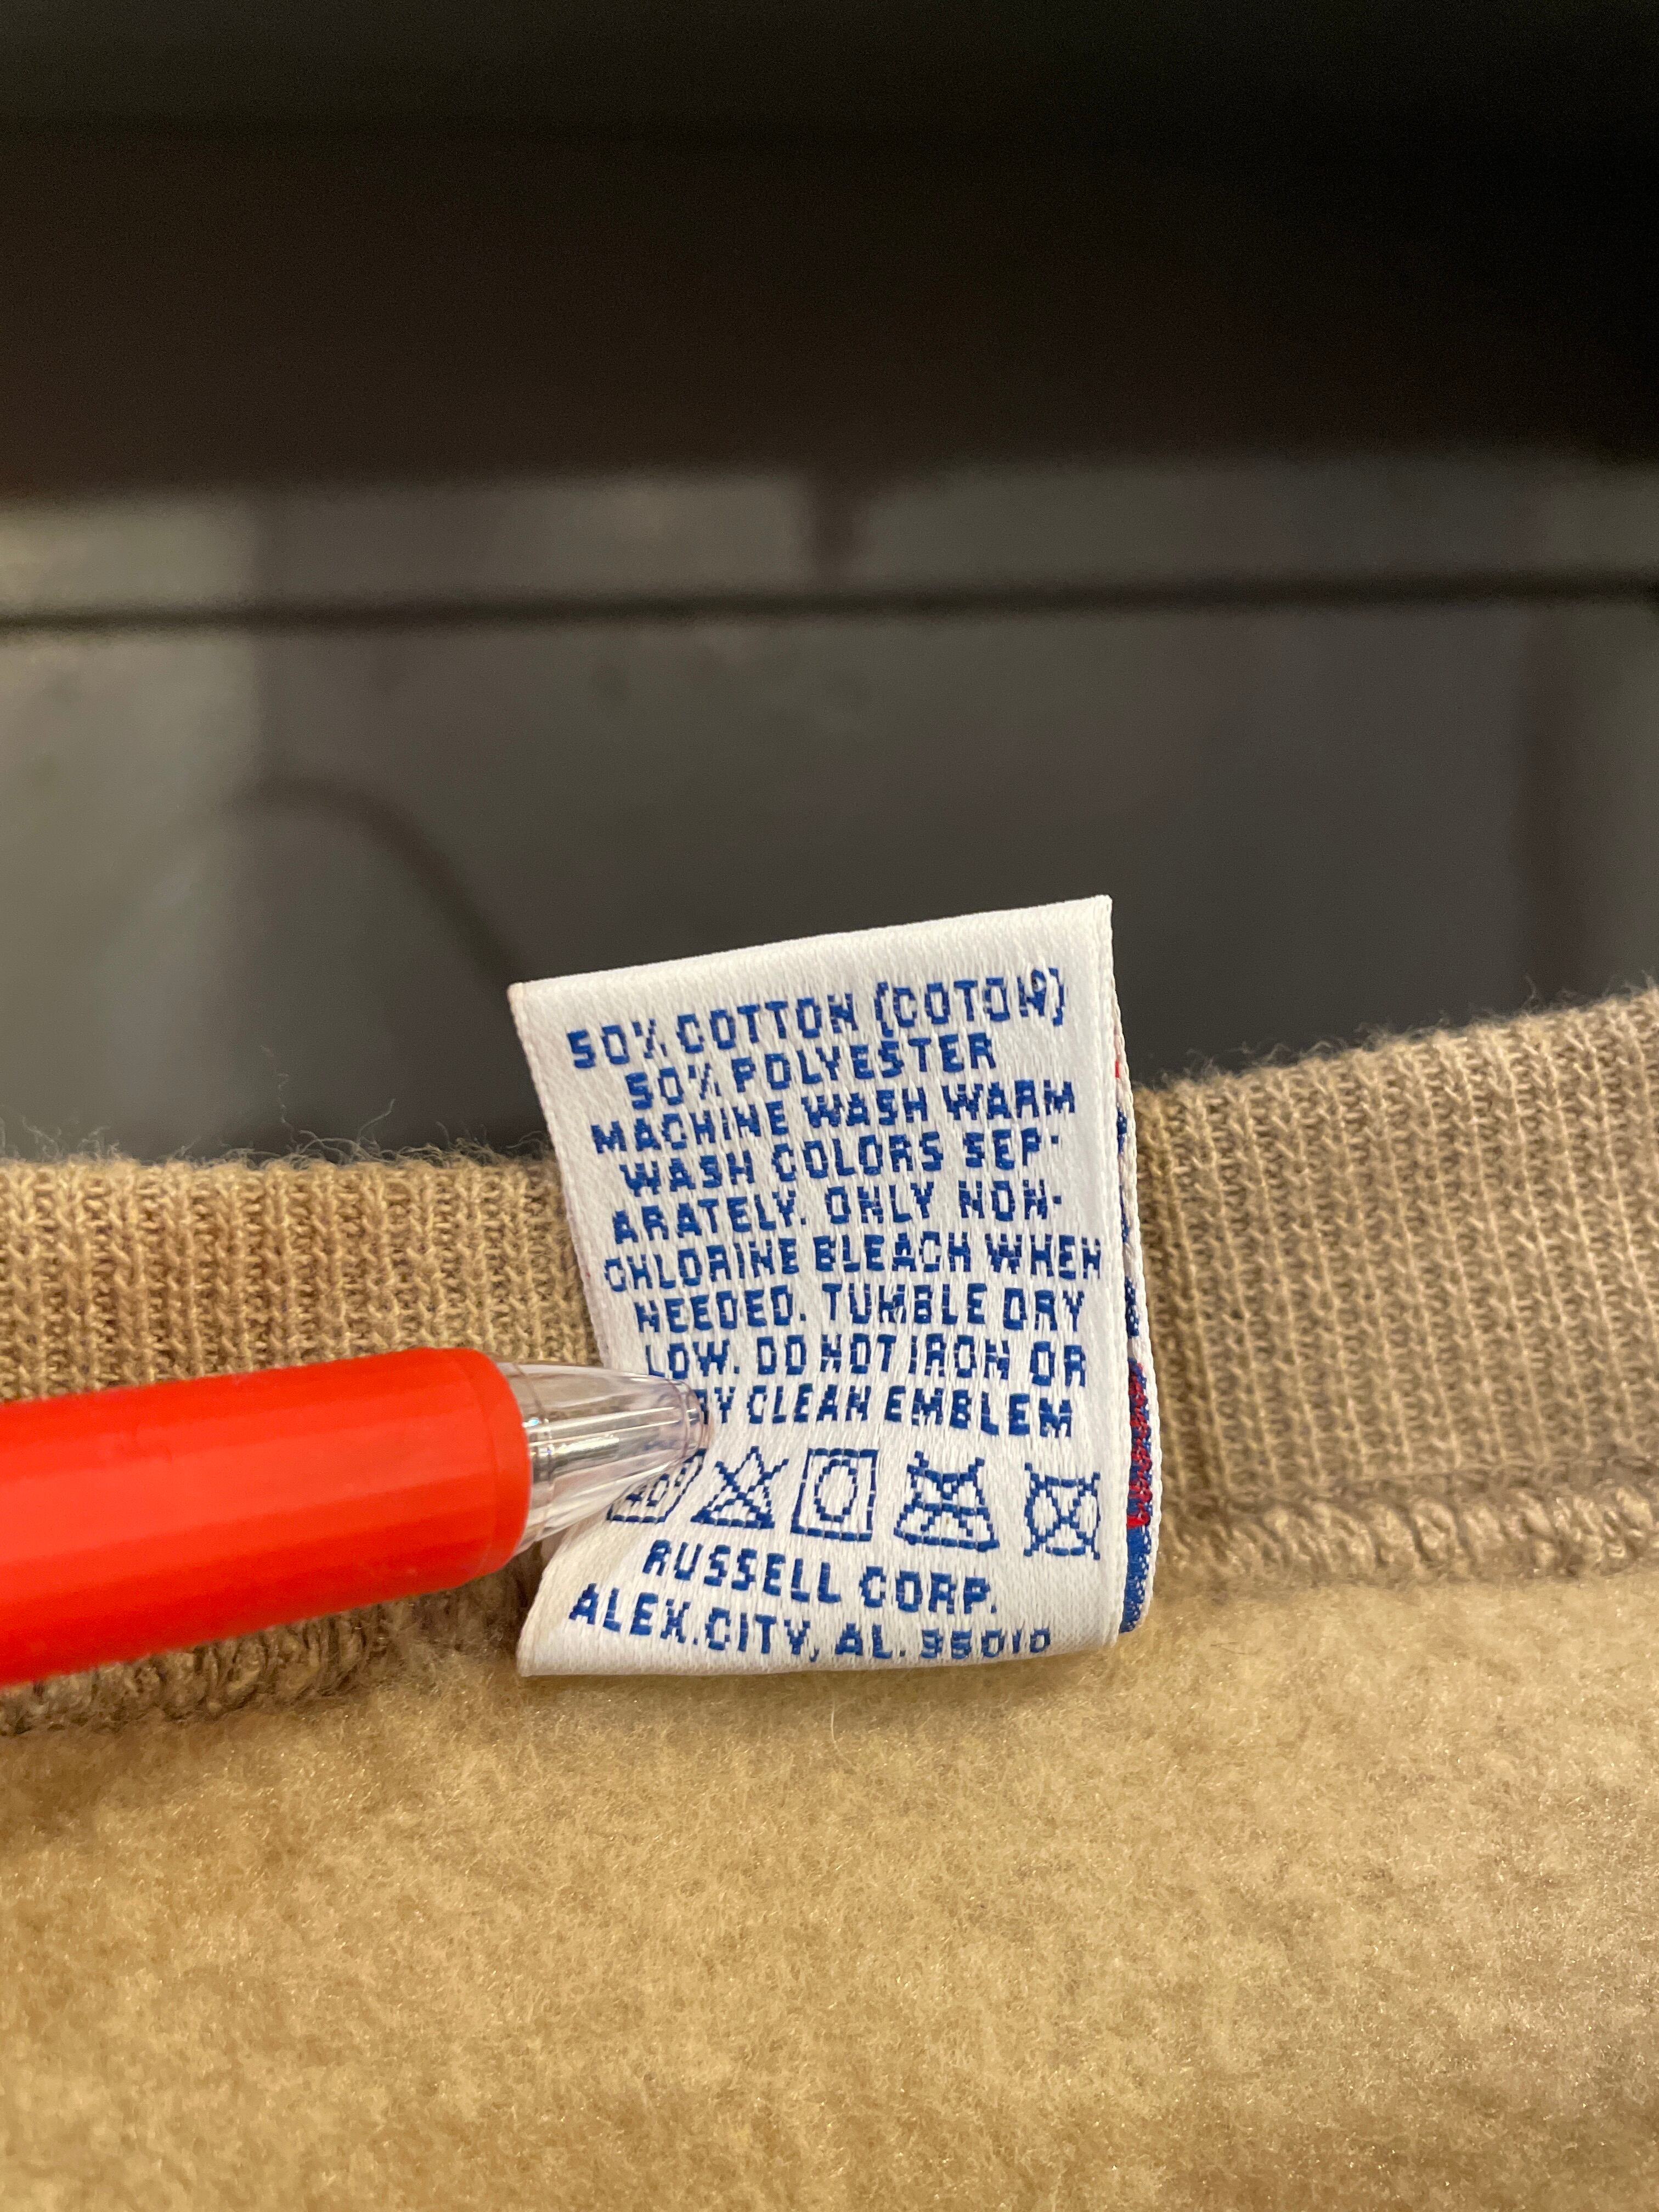 50% COTTON (COTON)
50% POLYESTER
MACHINE WASH WARM
WASH COLORS SEP-
ARATELY. ONLY NON-
CHLORINE BLEACH WHEN
NEEDED. TUMBLE DRY
LOW. DO NOT IRON OR
RY CLEAN EMBLEM
RUSSELL CORP.
ALEX.CITY, AL. 35010